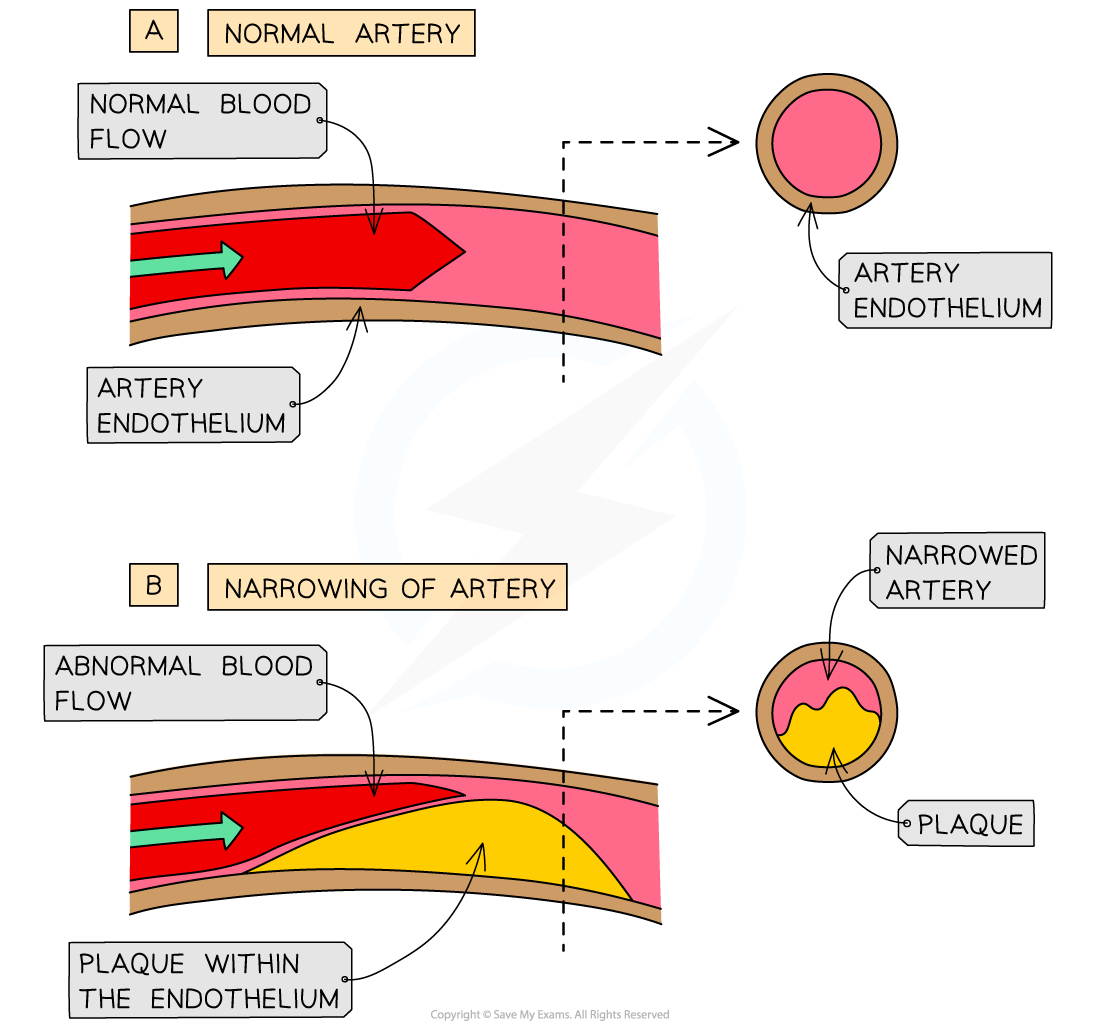 A
NORMAL ARTERY
NORMAL BLOOD
FLOW
ARTERY
ENDOTHELIUM
ARTERY
ENDOTHELIUM
B
NARROWING OF ARTERY
NARROWED
ARTERY
ABNORMAL BLOOD
FLOW
PLAQUE
PLAQUE WITHIN
THE ENDOTHELIUM
Copyright © Save My Exams. All Rights Reserved